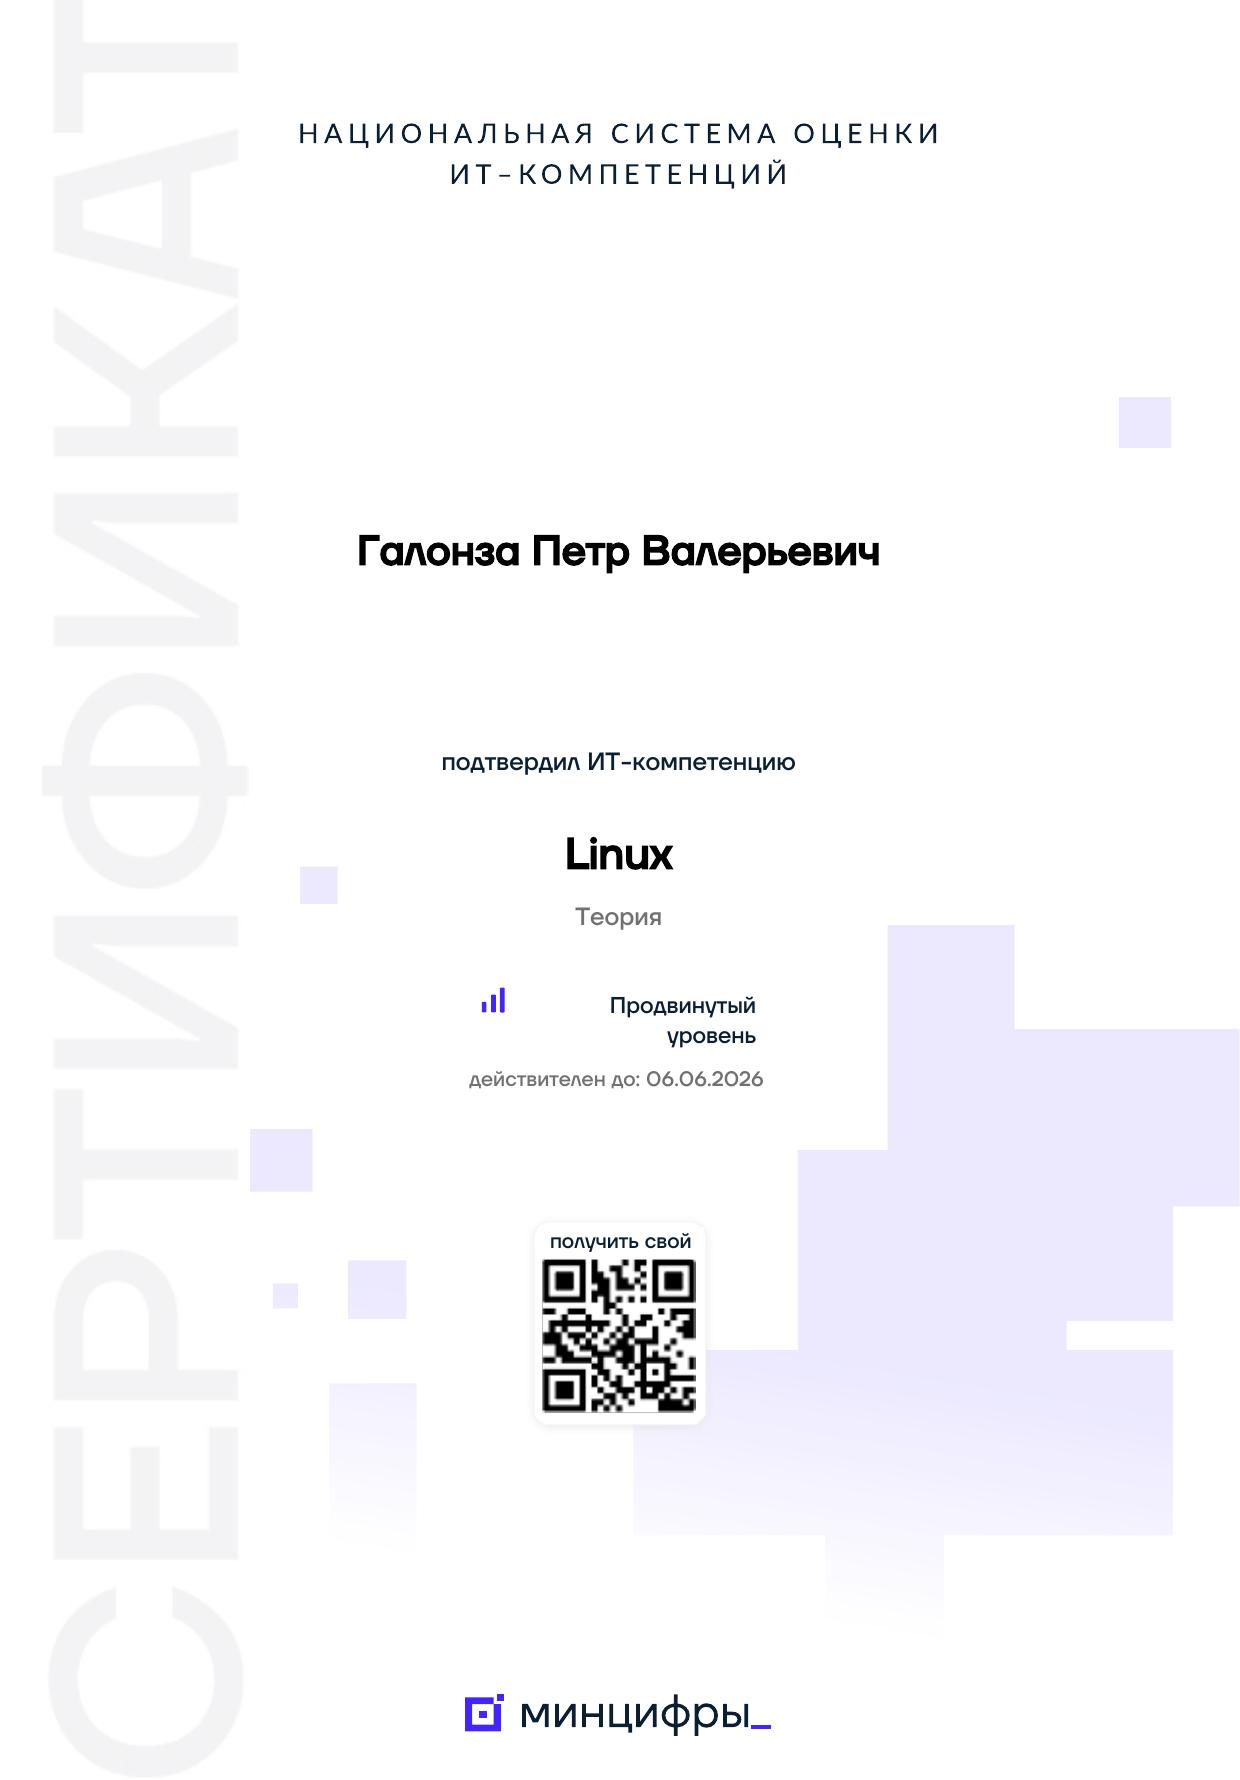 СЕРТИФИКАТ
НАЦИОНАЛЬНАЯ СИСТЕМА ОЦЕНКИ
ИТ-КОМПЕТЕНЦИЙ
Галонза Петр Валерьевич
подтвердил ИТ-компетенцию
Linux
Теория
Продвинутый
уровень
действителен до: 06.06.2026
получить свой
минцифры_